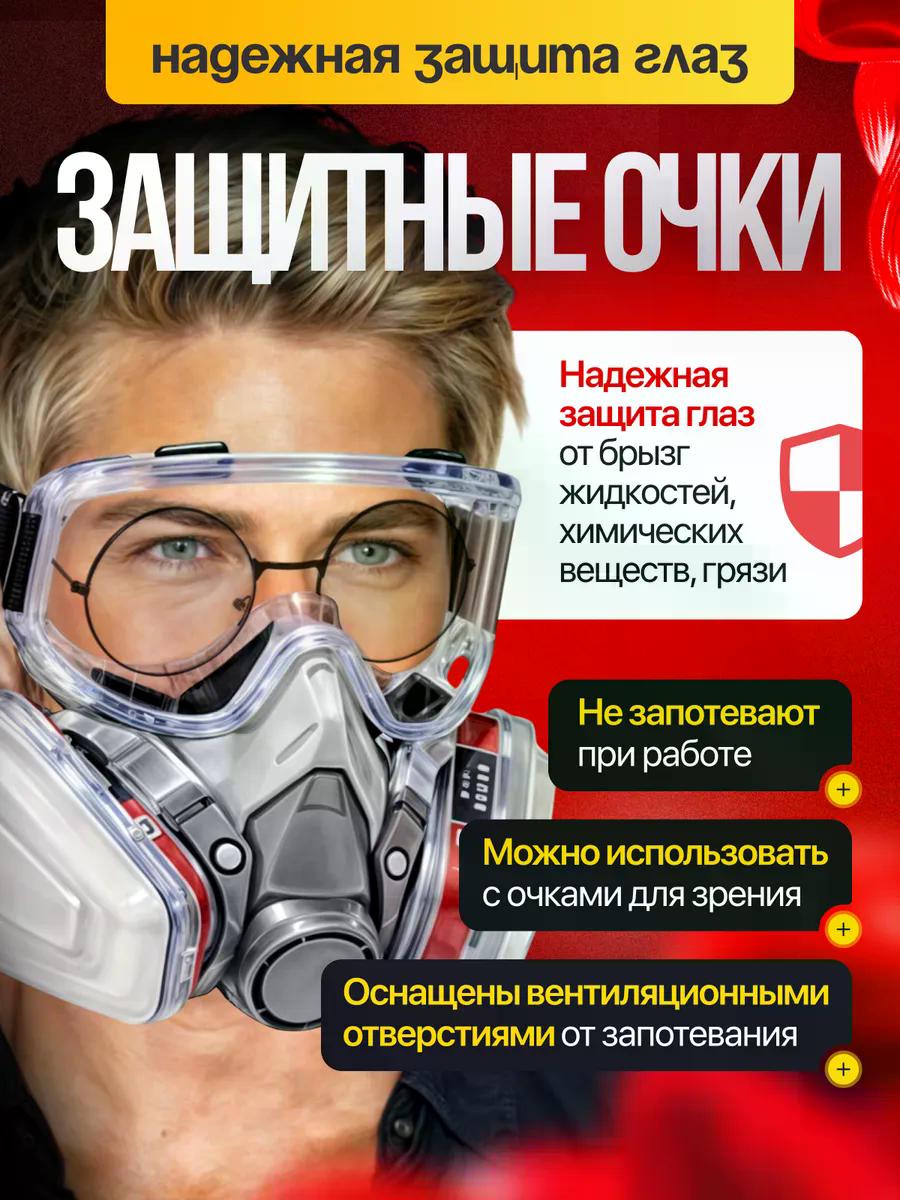 надежная защита глаз
ЗАЩИТНЫЕ ОЧКИ
Надежная
защита глаз
от брызг
жидкостей,
химических
веществ, грязи
Не запотевают
при работе
+
Можно использовать
с очками для зрения
+
Оснащены вентиляционными
отверстиями от запотевания
+